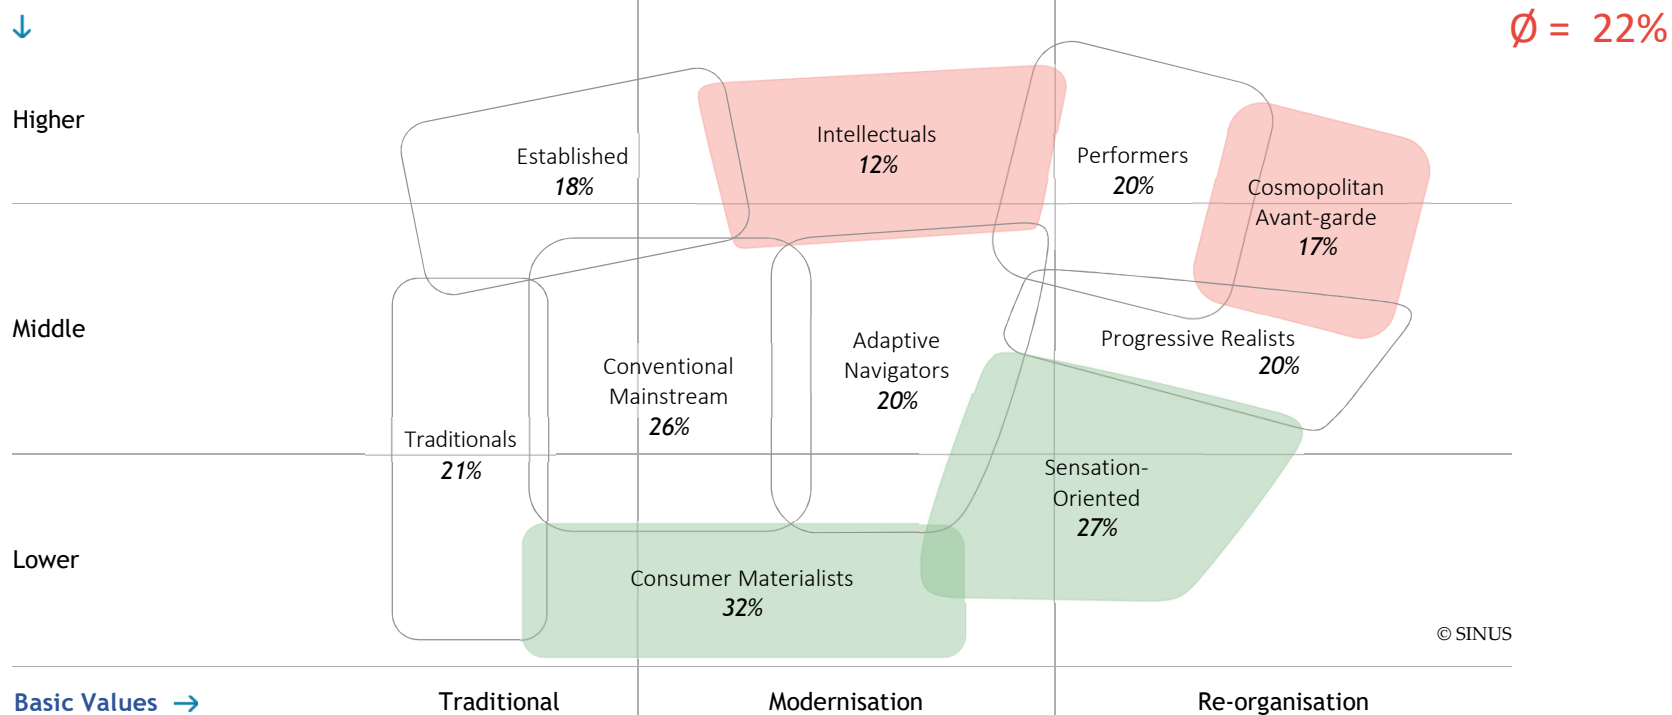 ↓
Ø = 22%
Higher
Established
18%
Intellectuals
12%
Performers
20%
Cosmopolitan
Avant-garde
17%
Middle
Conventional
Mainstream
26%
Adaptive
Navigators
20%
Progressive Realists
20%
Traditionals
21%
Sensation-
Oriented
27%
Lower
Consumer Materialists
32%
© SINUS
Basic Values →
Traditional
Modernisation
Re-organisation